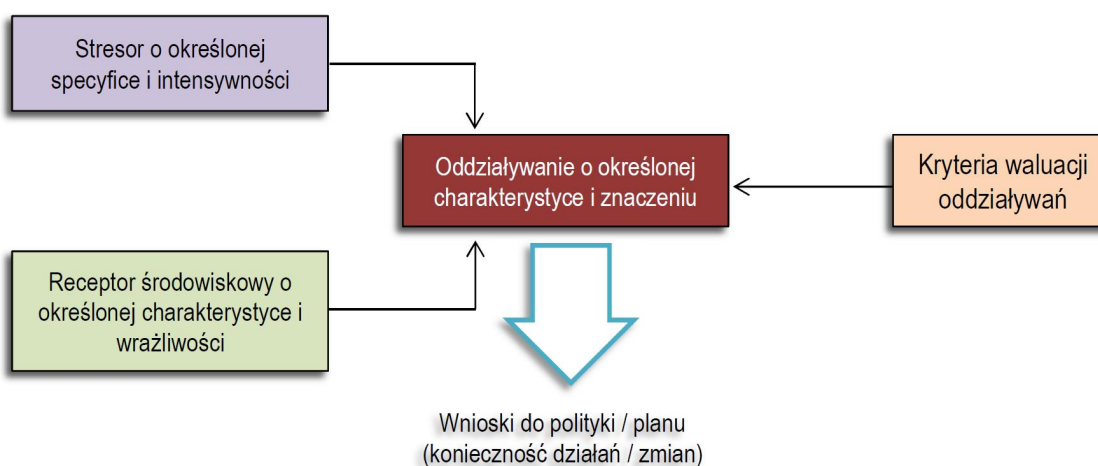 Stresor o określonej
specyfice i intensywności
Oddziaływanie o określonej
charakterystyce i znaczeniu
Kryteria waluacji
oddziaływań
Receptor środowiskowy o
określonej charakterystyce i
wrażliwości
Wnioski do polityki / planu
(konieczność działań / zmian)